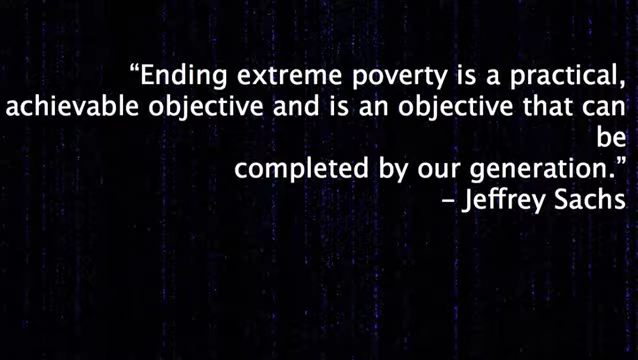 “Ending extreme poverty is a practical,
achievable objective and is an objective that can
be
completed by our generation.”
– Jeffrey Sachs